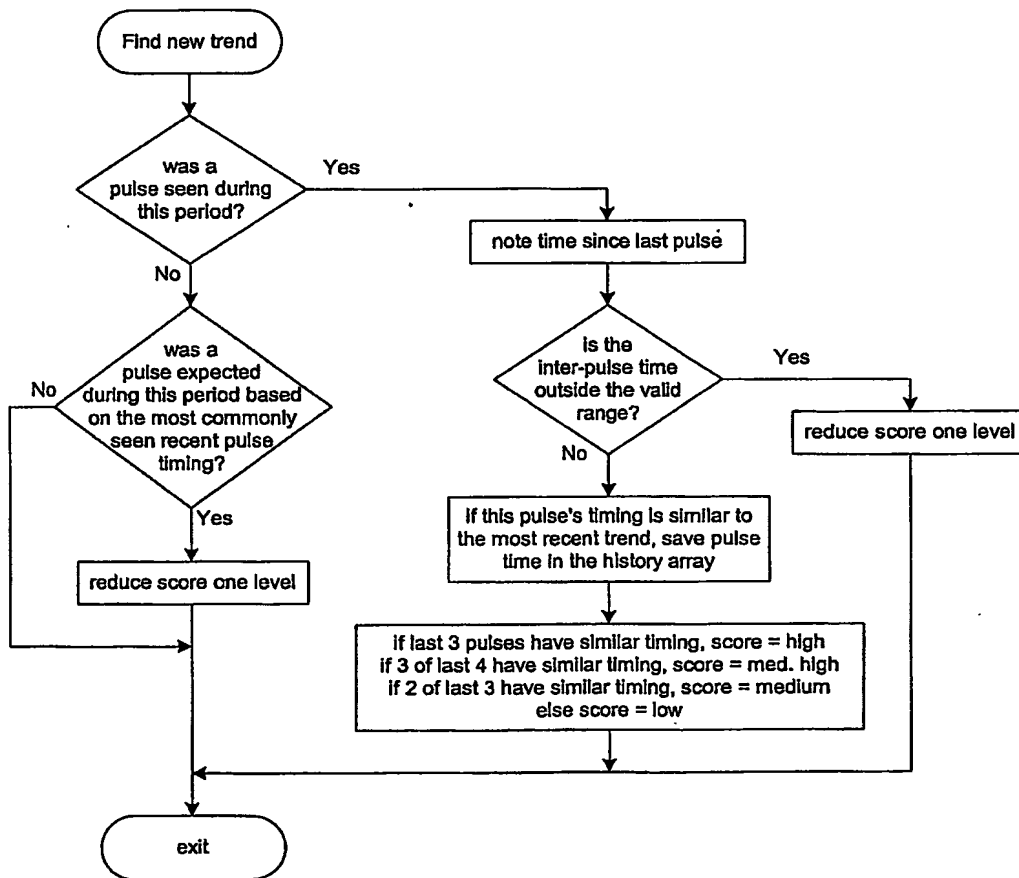 Find new trend
was a
pulse seen during
this period?
Yes
No
note time since last pulse
was a
pulse expected
during this period based
on the most commonly
seen recent pulse
timing?
No
Yes
reduce score one level
is the
inter-pulse time
outside the valid
range?
Yes
No
reduce score one level
if this pulse's timing is similar to
the most recent trend, save pulse
time in the history array
if last 3 pulses have similar timing, score = high
if 3 of last 4 have similar timing, score = med. high
if 2 of last 3 have similar timing, score = medium
else score = low
exit